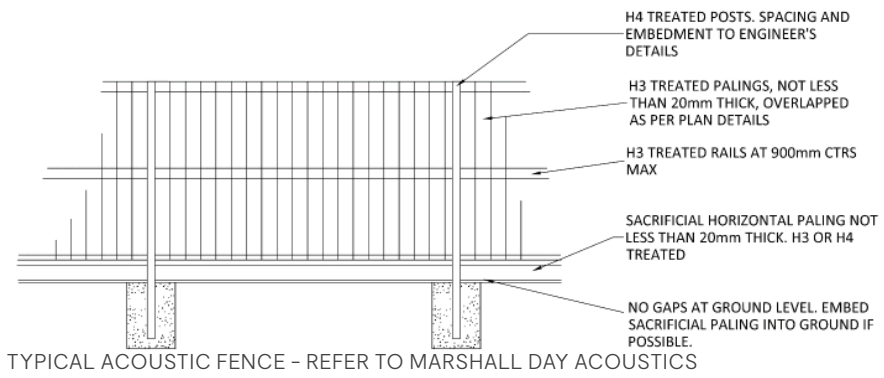 H4 TREATED POSTS. SPACING AND
EMBEDMENT TO ENGINEER'S
DETAILS
H3 TREATED PALINGS, NOT LESS
THAN 20mm THICK, OVERLAPPED
AS PER PLAN DETAILS
H3 TREATED RAILS AT 900mm CTRS
MAX
SACRIFICIAL HORIZONTAL PALING NOT
LESS THAN 20mm THICK. H3 OR H4
TREATED
NO GAPS AT GROUND LEVEL. EMBED
SACRIFICIAL PALING INTO GROUND IF
POSSIBLE.
TYPICAL ACOUSTIC FENCE – REFER TO MARSHALL DAY ACOUSTICS